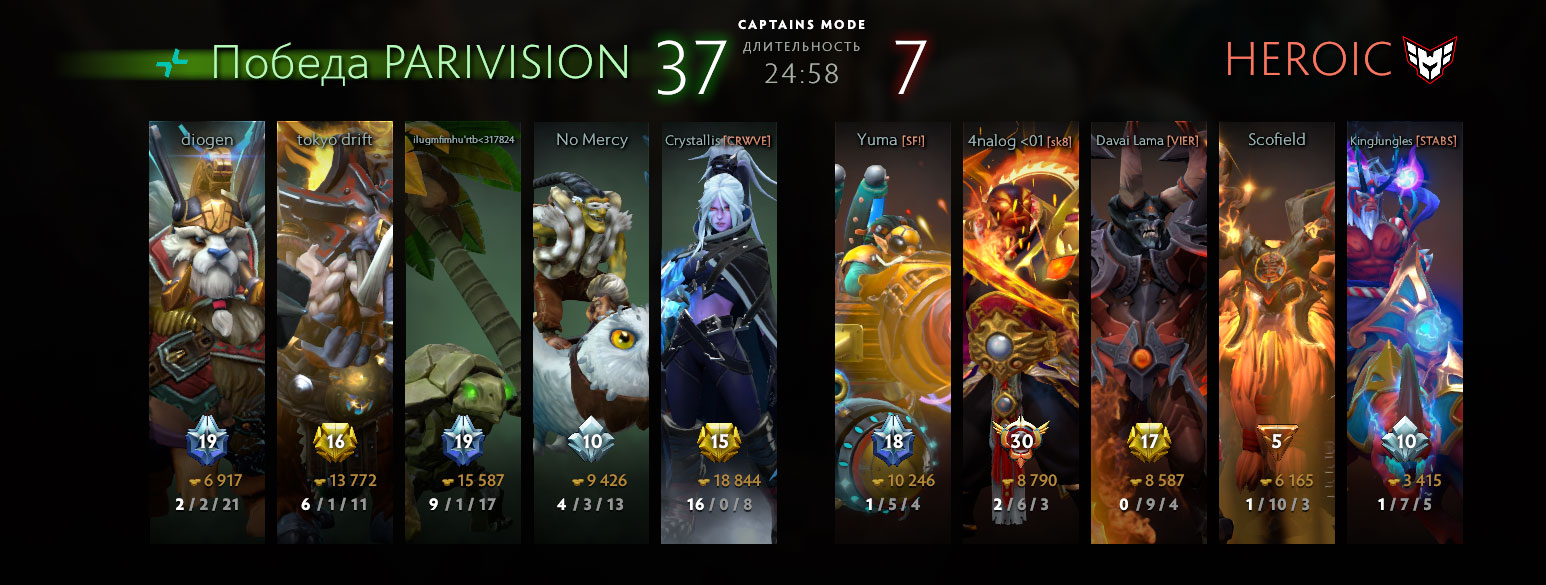 CAPTAINS MODE
Победа PARIVISION 37 ДЛИТЕЛЬНОСТЬ 7 HEROIC
24:58
diogen tokyo drift ilugmfimhu'rtb<317824 No Mercy Crystallis [CRWVE] Yuma [SF!] 4nalog <01 [sk8] Davai Lama [VIER] Scofield KingJungles [STABS]
19 16 19 10 15 18 30 17 5 10
6 917 13 772 15 587 9 426 18 844 10 246 8 790 8 587 6 165 3 415
2 / 2 / 21 6 / 1 / 11 9 / 1 / 17 4 / 3 / 13 16 / 0 / 8 1 / 5 / 4 2 / 6 / 3 0 / 9 / 4 1 / 10 / 3 1 / 7 / 5